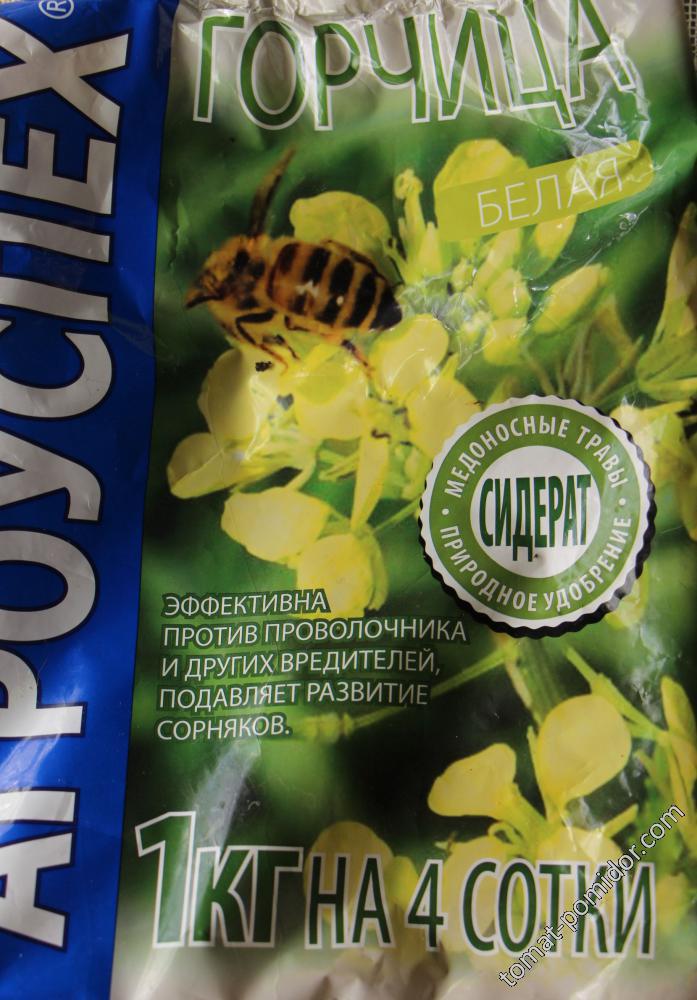 АГРОУСПЕХ®
ГОРЧИЦА
БЕЛАЯ
МЕДОНОСНЫЕ ТРАВЫ
СИДЕРАТ
ПРИРОДНОЕ УДОБРЕНИЕ
ЭФФЕКТИВНА
ПРОТИВ ПРОВОЛОЧНИКА
И ДРУГИХ ВРЕДИТЕЛЕЙ,
ПОДАВЛЯЕТ РАЗВИТИЕ
СОРНЯКОВ.
1КГ НА 4 СОТКИ
tomat-pomidor.com